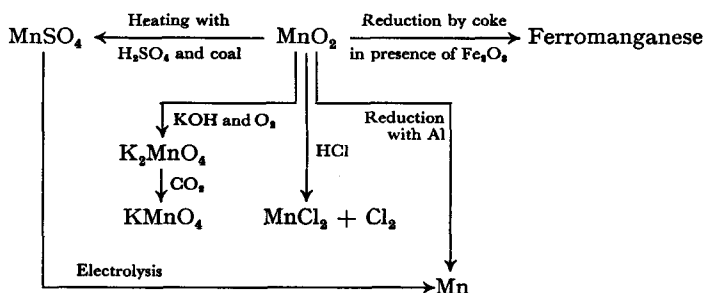 Heating with
Reduction by coke
MnSO₄
MnO₂
Ferromanganese
H₂SO₄ and coal
in presence of Fe₂O₃
KOH and O₂
Reduction
with Al
K₂MnO₄
HCl
CO₂
KMnO₄
MnCl₂ + Cl₂
Electrolysis
Mn